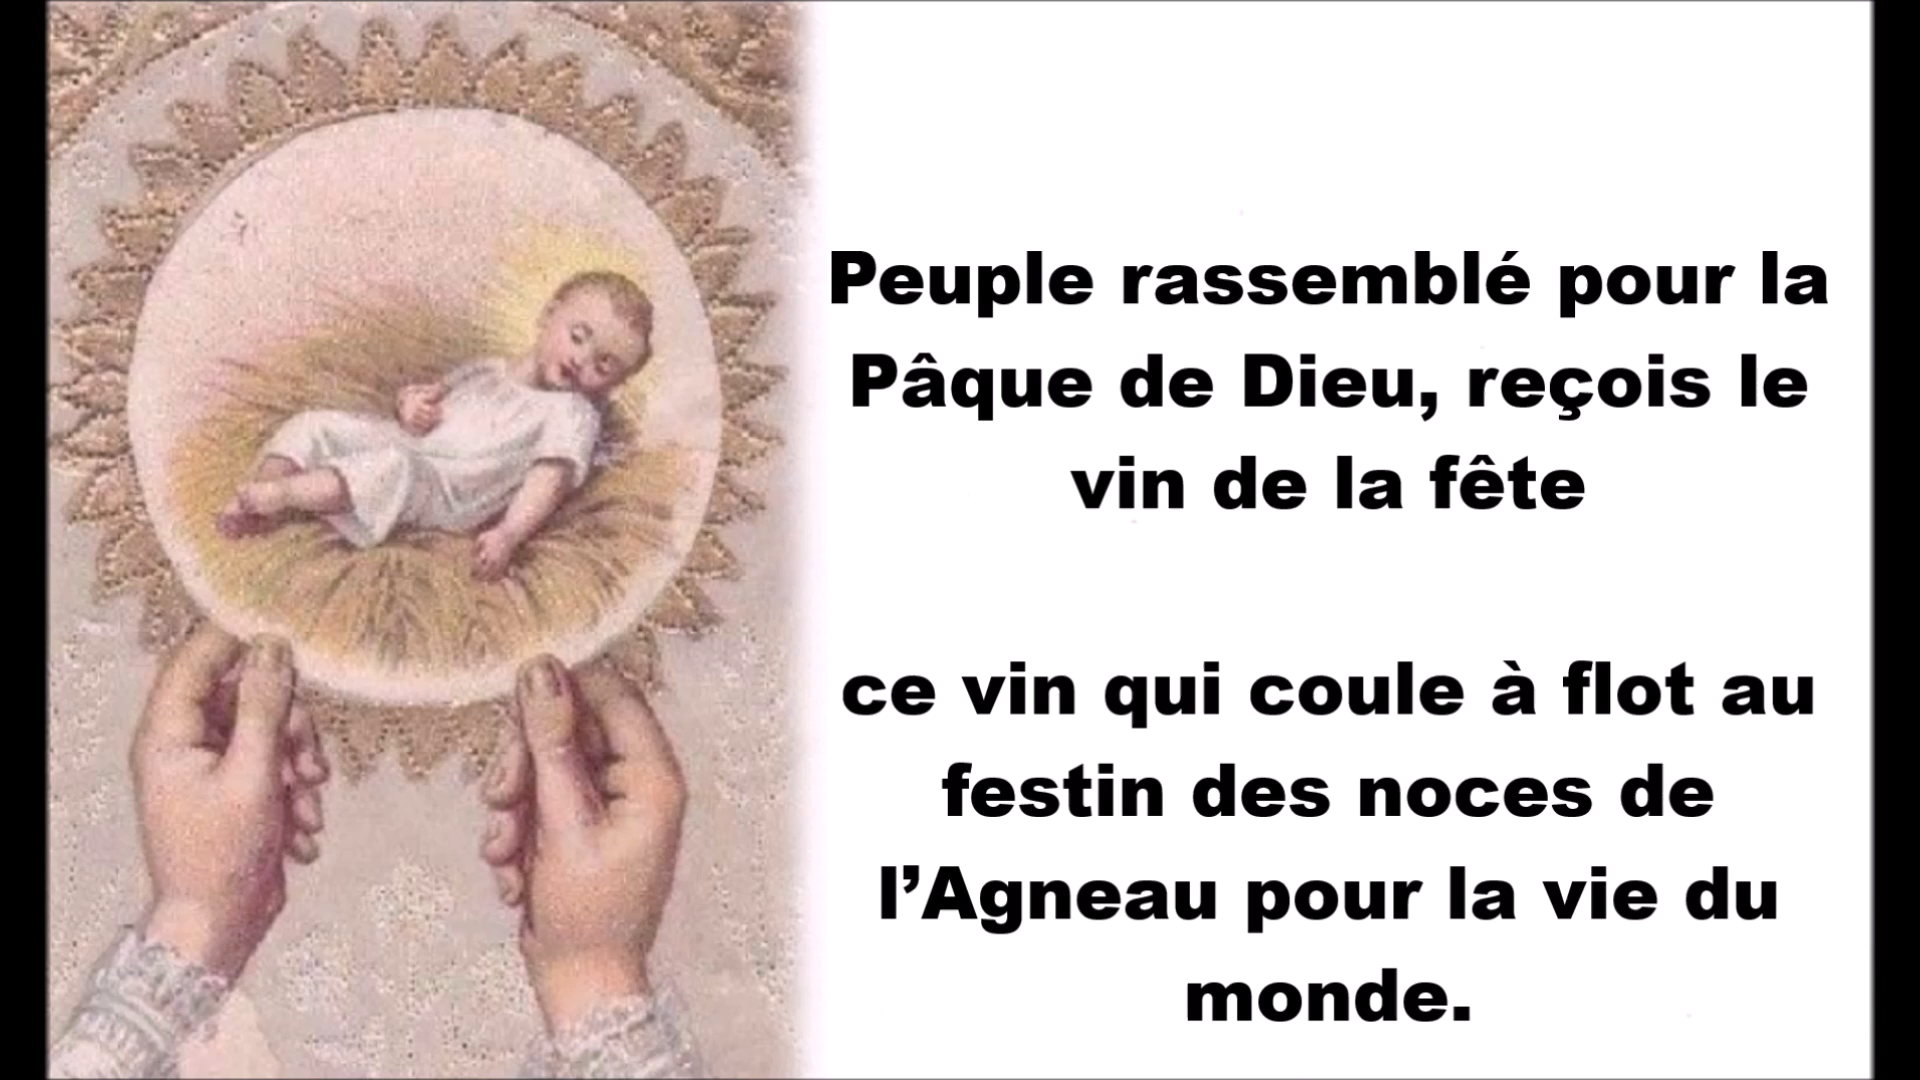 Peuple rassemblé pour la
Pâque de Dieu, reçois le
vin de la fête
ce vin qui coule à flot au
festin des noces de
l’Agneau pour la vie du
monde.